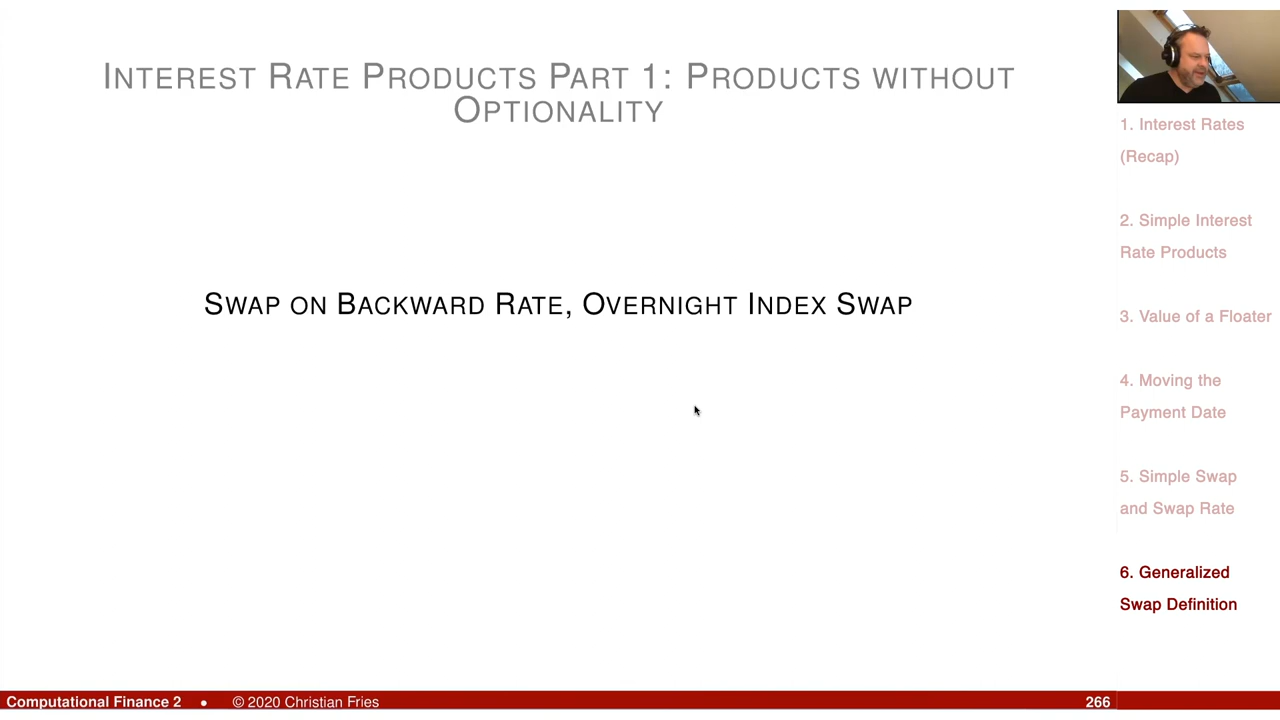 INTEREST RATE PRODUCTS PART 1: PRODUCTS WITHOUT
OPTIONALITY
SWAP ON BACKWARD RATE, OVERNIGHT INDEX SWAP
1. Interest Rates
(Recap)
2. Simple Interest
Rate Products
3. Value of a Floater
4. Moving the
Payment Date
5. Simple Swap
and Swap Rate
6. Generalized
Swap Definition
Computational Finance 2 • © 2020 Christian Fries 266